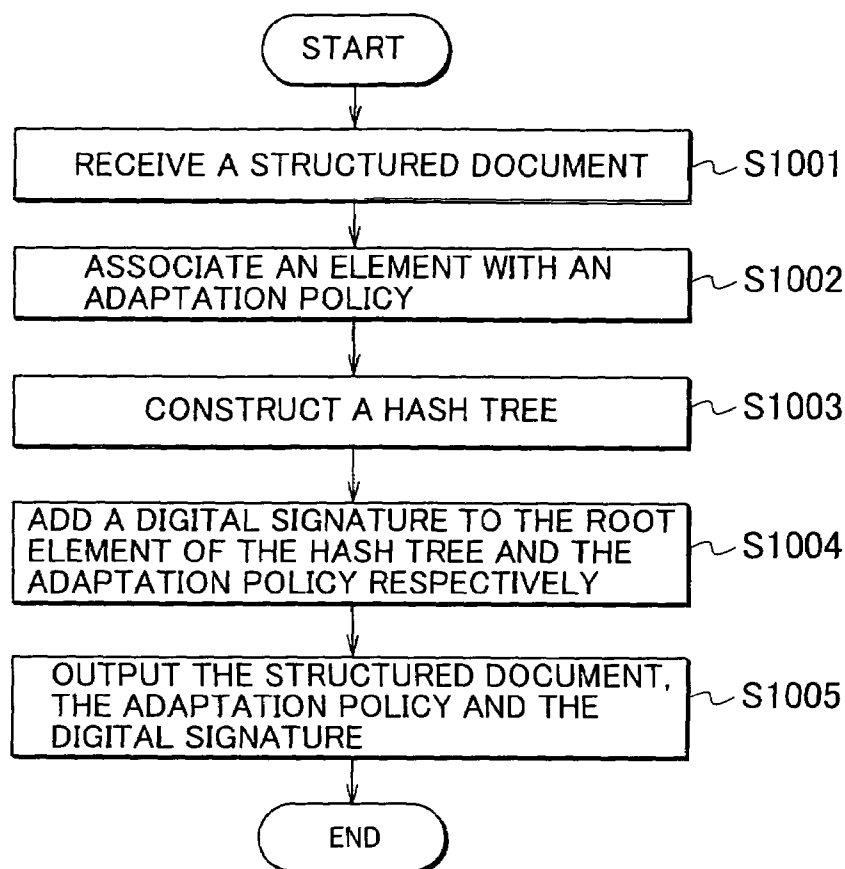 START
RECEIVE A STRUCTURED DOCUMENT
S1001
ASSOCIATE AN ELEMENT WITH AN
ADAPTATION POLICY
S1002
CONSTRUCT A HASH TREE
S1003
ADD A DIGITAL SIGNATURE TO THE ROOT
ELEMENT OF THE HASH TREE AND THE
ADAPTATION POLICY RESPECTIVELY
S1004
OUTPUT THE STRUCTURED DOCUMENT,
THE ADAPTATION POLICY AND THE
DIGITAL SIGNATURE
S1005
END